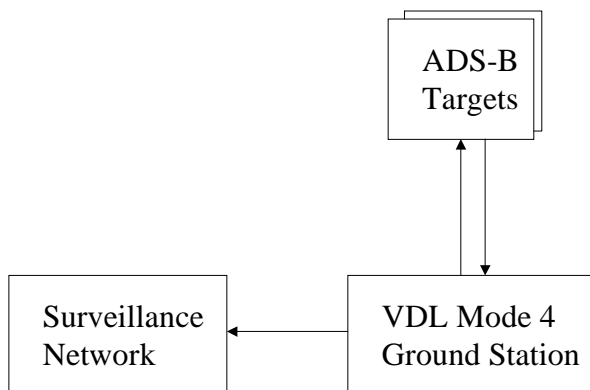 ADS-B
Targets
Surveillance
Network
VDL Mode 4
Ground Station